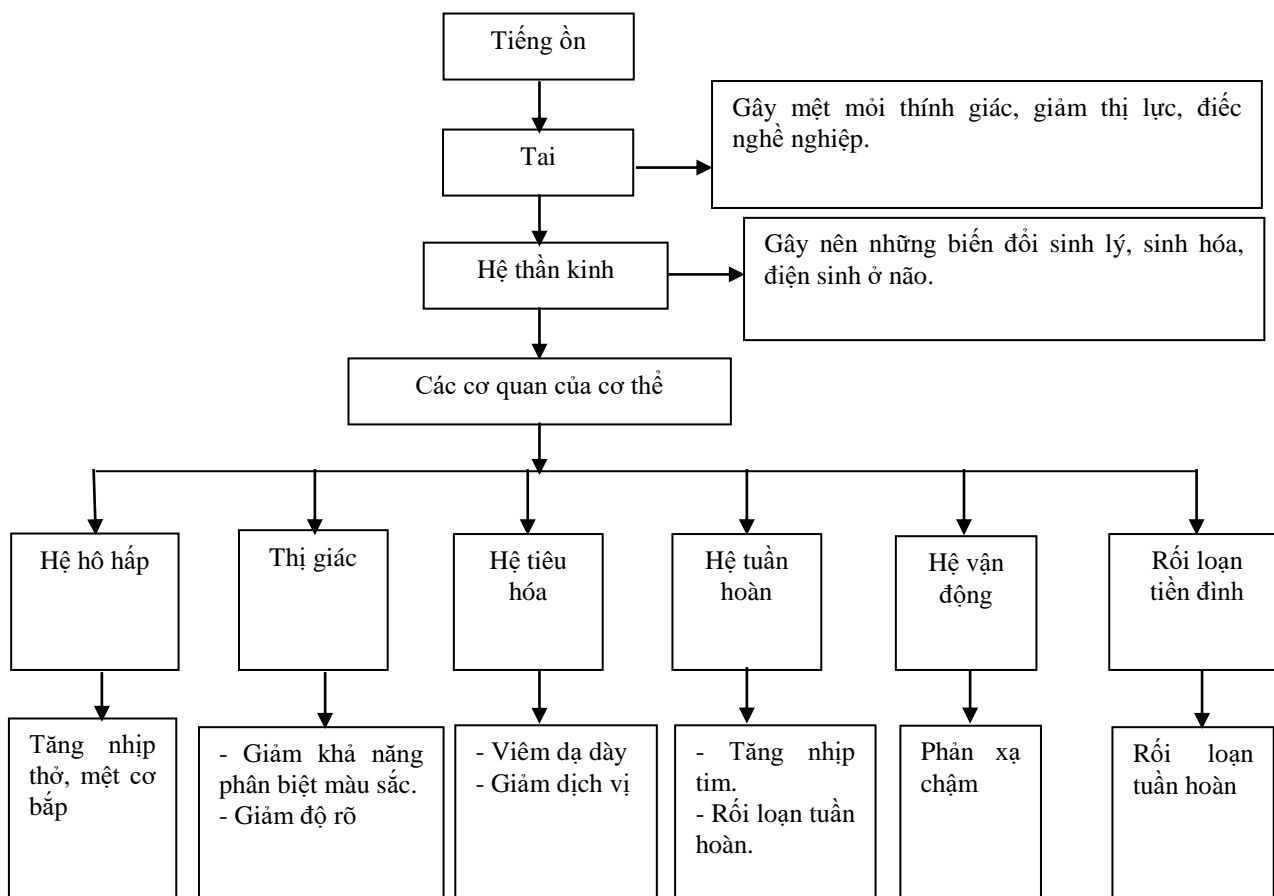 Tiếng ồn
Gây mệt mỏi thính giác, giảm thị lực, điếc
nghề nghiệp.
Tai
Gây nên những biến đổi sinh lý, sinh hóa,
điện sinh ở não.
Hệ thần kinh
Các cơ quan của cơ thể
Hệ hô hấp
Thị giác
Hệ tiêu
hóa
Hệ tuần
hoàn
Hệ vận
động
Rối loạn
tiền đình
Tăng nhịp
thở, mệt cơ
bắp
- Giảm khả năng
phân biệt màu sắc.
- Giảm độ rõ
- Viêm dạ dày
- Giảm dịch vị
- Tăng nhịp
tim.
- Rối loạn tuần
hoàn.
Phản xạ
chậm
Rối loạn
tuần hoàn